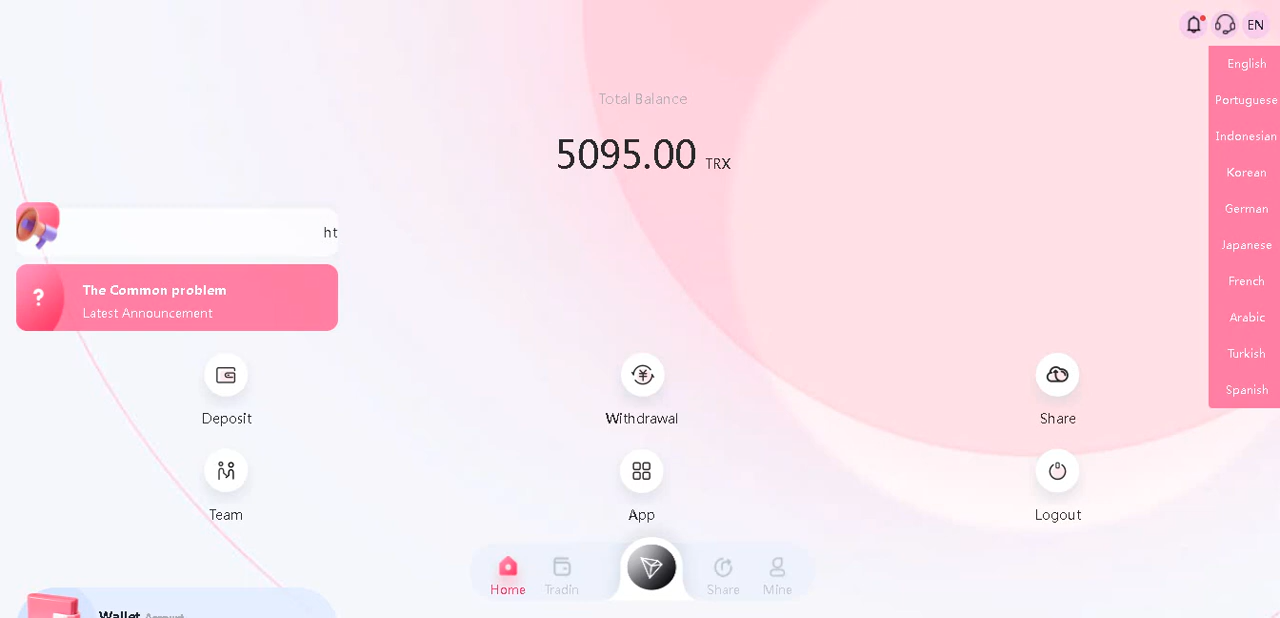 EN
English
Portuguese
Indonesian
Korean
German
Japanese
French
Arabic
Turkish
Spanish
Total Balance
5095.00 TRX
ht
?
The Common problem
Latest Announcement
Deposit
Withdrawal
Share
Team
App
Logout
Home
Tradin
Share
Mine
Wallet Account